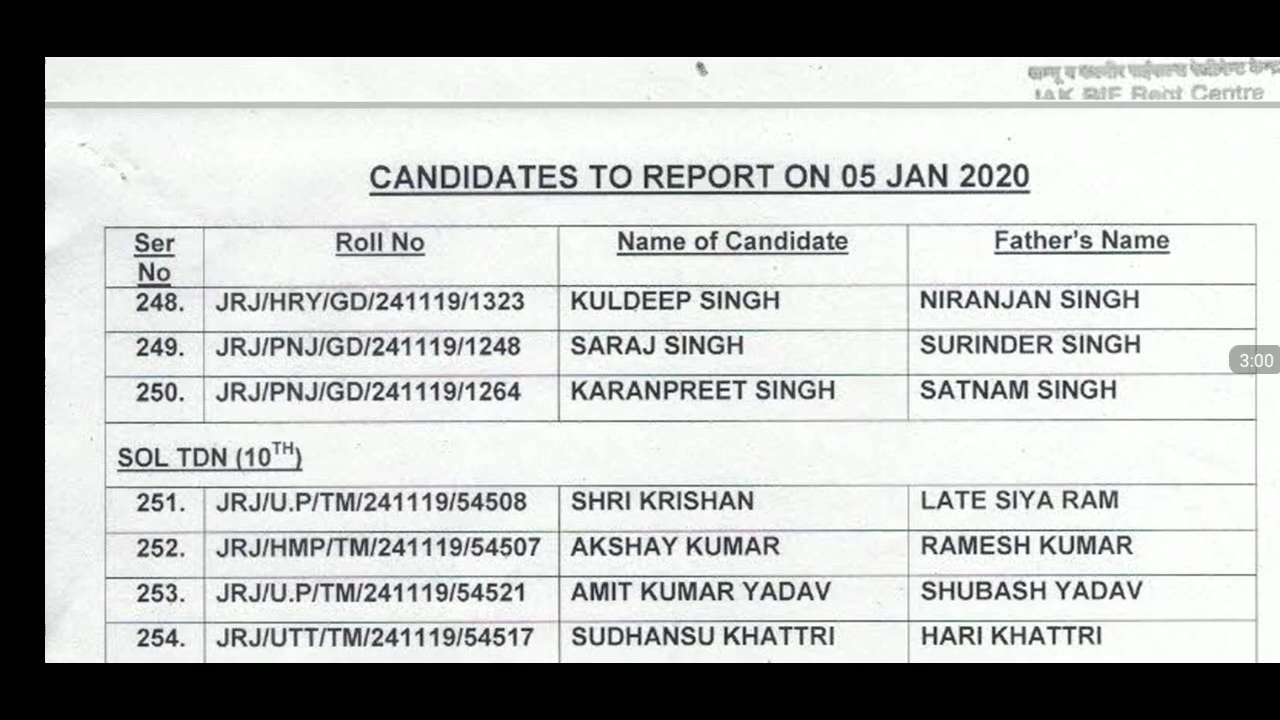 JAK RIF Regt Centre
CANDIDATES TO REPORT ON 05 JAN 2020
Ser No Roll No Name of Candidate Father's Name
248. JRJ/HRY/GD/241119/1323 KULDEEP SINGH NIRANJAN SINGH
249. JRJ/PNJ/GD/241119/1248 SARAJ SINGH SURINDER SINGH
250. JRJ/PNJ/GD/241119/1264 KARANPREET SINGH SATNAM SINGH
SOL TDN (10TH)
251. JRJ/U.P/TM/241119/54508 SHRI KRISHAN LATE SIYA RAM
252. JRJ/HMP/TM/241119/54507 AKSHAY KUMAR RAMESH KUMAR
253. JRJ/U.P/TM/241119/54521 AMIT KUMAR YADAV SHUBASH YADAV
254. JRJ/UTT/TM/241119/54517 SUDHANSU KHATTRI HARI KHATTRI
3:00